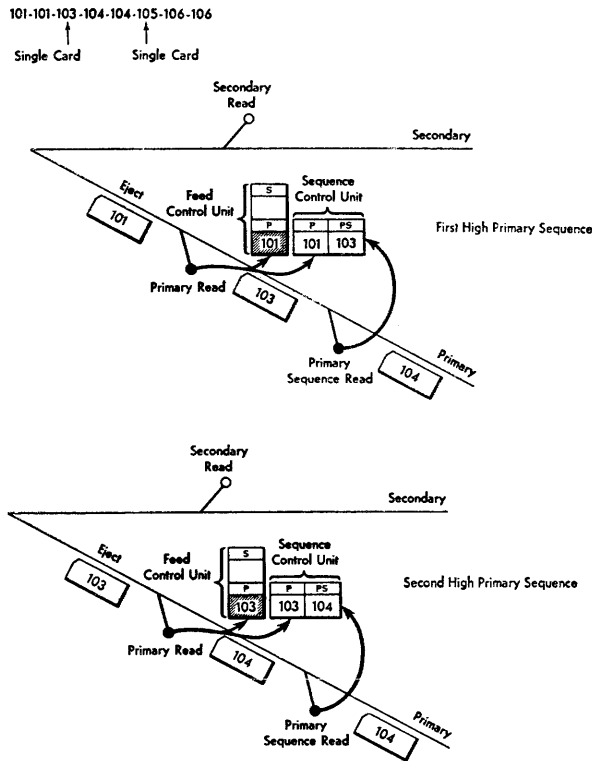 101-101-103-104-104-105-106-106
Single Card Single Card
Secondary
Read
Secondary
Eject
101
Feed
Control Unit
S
P
101
Sequence
Control Unit
P PS
101 103
First High Primary Sequence
Primary Read
103
Primary
Sequence Read
Primary
104
Secondary
Read
Secondary
Eject
103
Feed
Control Unit
S
P
103
Sequence
Control Unit
P PS
103 104
Second High Primary Sequence
Primary Read
104
Primary
Sequence Read
Primary
104